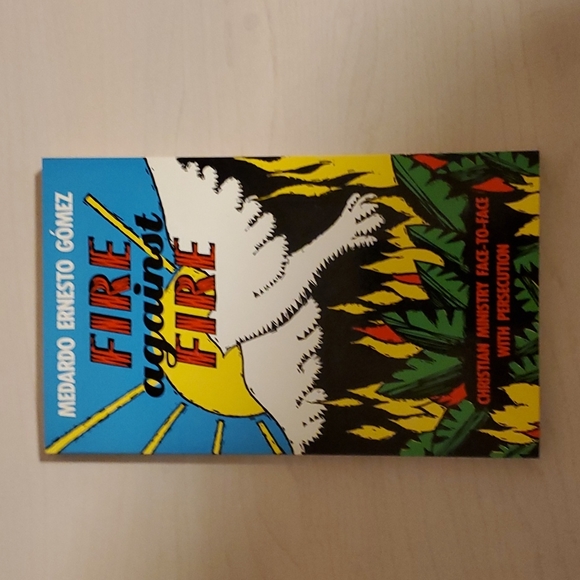 MEDARDO ERNESTO GÓMEZ
FIRE
against
FIRE
CHRISTIAN MINISTRY FACE-TO-FACE
WITH PERSECUTION